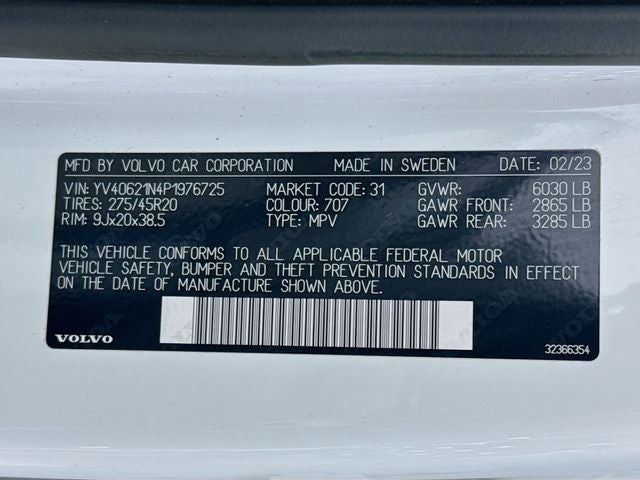 MFD BY VOLVO CAR CORPORATION MADE IN SWEDEN DATE: 02/23
VIN: YV40621N4P1976725 MARKET CODE: 31 GVWR: 6030 LB
TIRES: 275/45R20 COLOUR: 707 GAWR FRONT: 2865 LB
RIM: 9Jx20x38.5 TYPE: MPV GAWR REAR: 3285 LB
THIS VEHICLE CONFORMS TO ALL APPLICABLE FEDERAL MOTOR
VEHICLE SAFETY, BUMPER AND THEFT PREVENTION STANDARDS IN EFFECT
ON THE DATE OF MANUFACTURE SHOWN ABOVE.
VOLVO 32366354